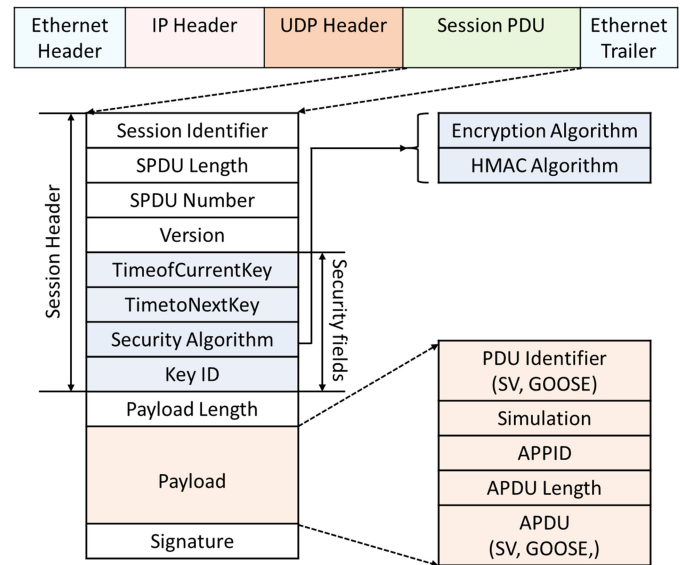 Ethernet
Header
IP Header
UDP Header
Session PDU
Ethernet
Trailer
Session Header
Session Identifier
SPDU Length
SPDU Number
Version
TimeofCurrentKey
TimetoNextKey
Security Algorithm
Key ID
Payload Length
Payload
Signature
Security fields
Encryption Algorithm
HMAC Algorithm
PDU Identifier
(SV, GOOSE)
Simulation
APPID
APDU Length
APDU
(SV, GOOSE,)